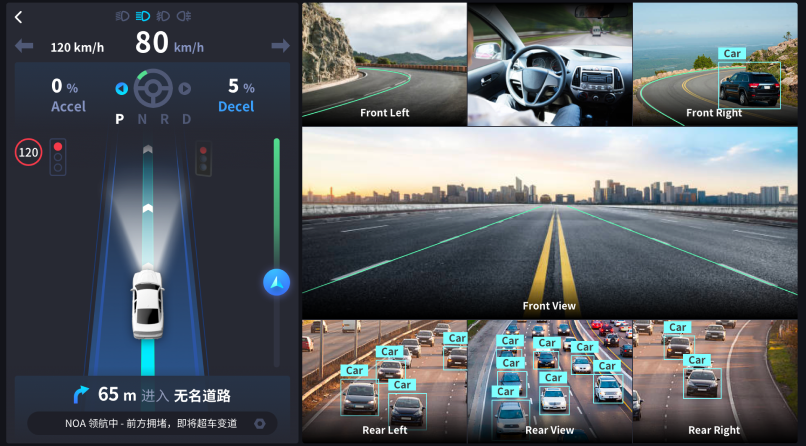 120 km/h 80 km/h
0 % 5 %
Accel Decel
P N R D
120
65 m 进入 无名道路
NOA 领航中 - 前方拥堵，即将超车变道
Front Left
Car
Front Right
Front View
Car
Car
Car
Car
Rear Left
Car
Car
Car
Car
Car
Car
Car
Car
Rear View
Car
Car
Rear Right